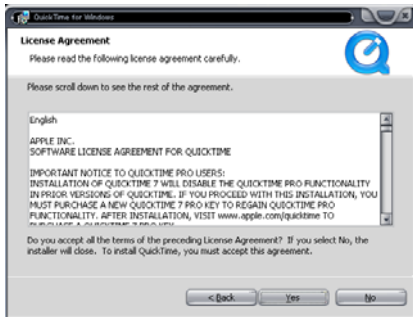 QuickTime for Windows
License Agreement
Please read the following license agreement carefully.
Please scroll down to see the rest of the agreement.
English
APPLE INC.
SOFTWARE LICENSE AGREEMENT FOR QUICKTIME
IMPORTANT NOTICE TO QUICKTIME PRO USERS:
INSTALLATION OF QUICKTIME 7 WILL DISABLE THE QUICKTIME PRO FUNCTIONALITY
IN PRIOR VERSIONS OF QUICKTIME. IF YOU PROCEED WITH THIS INSTALLATION, YOU
MUST PURCHASE A NEW QUICKTIME 7 PRO KEY TO REGAIN QUICKTIME PRO
FUNCTIONALITY. AFTER INSTALLATION, VISIT www.apple.com/quicktime TO
PURCHASE A QUICKTIME 7 PRO KEY.
Do you accept all the terms of the preceding License Agreement? If you select No, the
installer will close. To install QuickTime, you must accept this agreement.
< Back Yes No